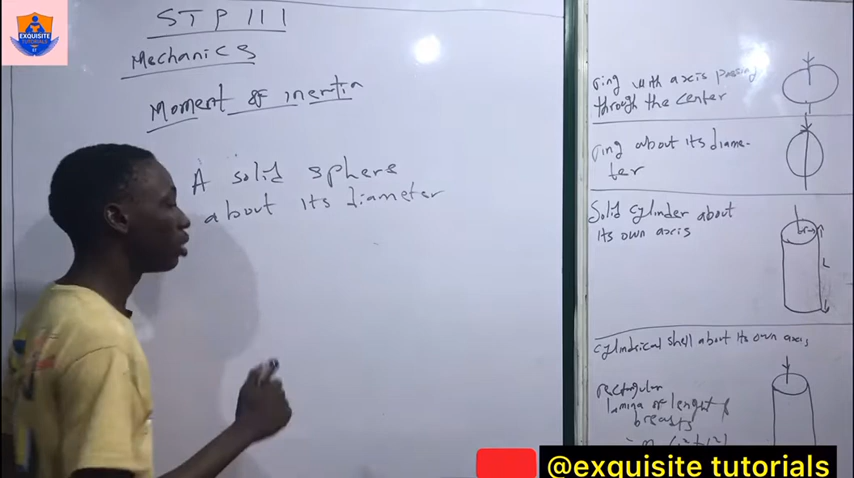 EXQUISITE
TUTORIALS
STP 111
Mechanics
Moment of inertia
A solid sphere
about its diameter
ring with axis passing
through the center
ring about its diame-
ter
Solid cylinder about
its own axis
r
L
cylindrical shell about its own axis
rectangular
lamina of lenght &
@exquisite tutorials